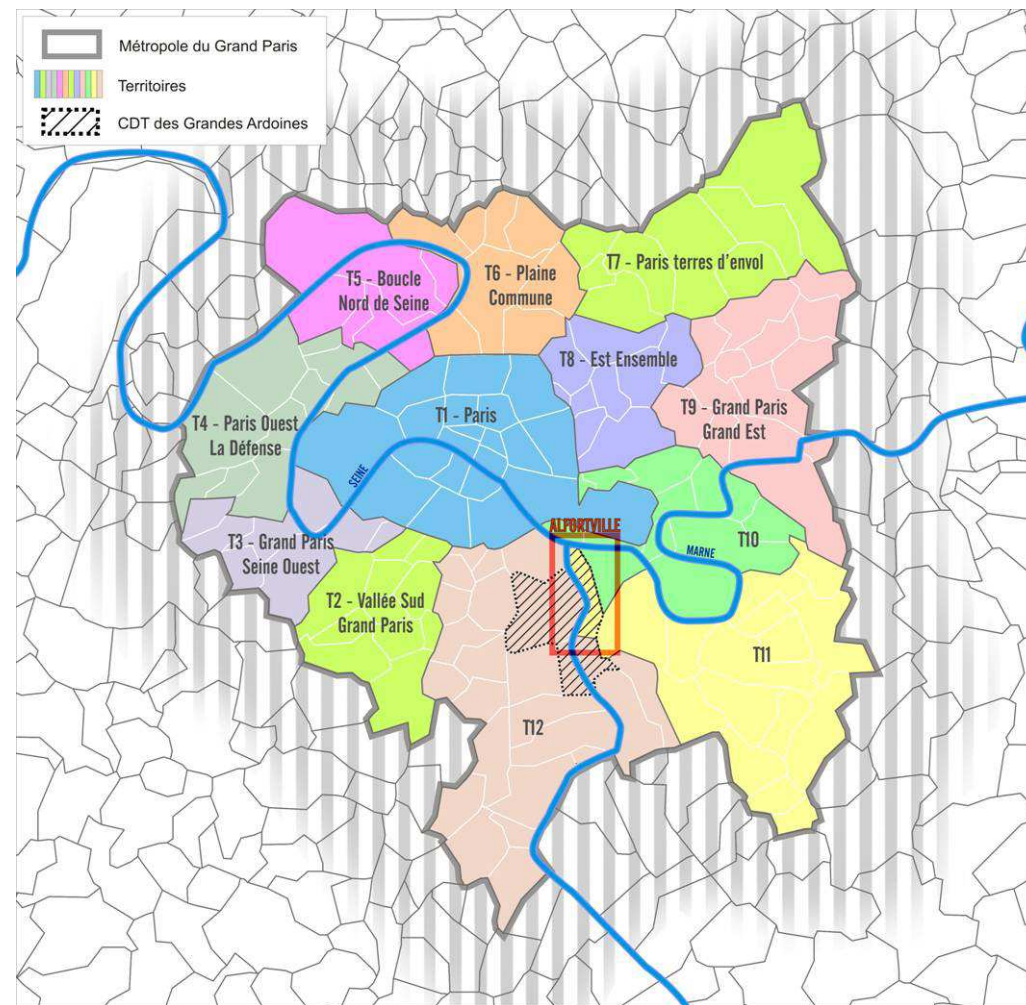 Métropole du Grand Paris
Territoires
CDT des Grandes Ardoines
T7 - Paris terres d'envol
T6 - Plaine
Commune
T5 - Boucle
Nord de Seine
T8 - Est Ensemble
T9 - Grand Paris
Grand Est
T1 - Paris
T4 - Paris Ouest
La Défense
SEINE
ALFORTVILLE
T10
MARNE
T3 - Grand Paris
Seine Ouest
T2 - Vallée Sud
Grand Paris
T11
T12